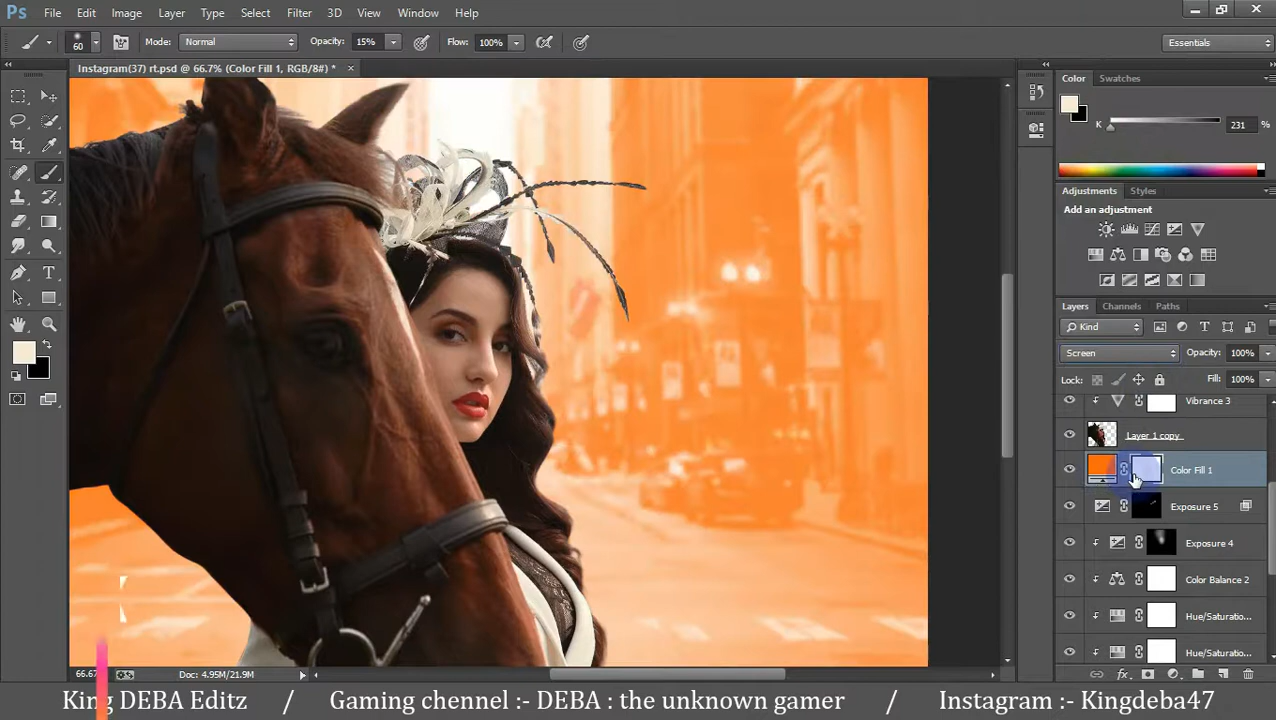 Ps File Edit Image Layer Type Select Filter 3D View Window Help
60 Mode: Normal Opacity: 15% Flow: 100% Essentials
Instagram(37) rt.psd @ 66.7% (Color Fill 1, RGB/8#) * ×
Color Swatches
K 231 %
Adjustments Styles
Add an adjustment
Layers Channels Paths
Kind
Screen Opacity: 100%
Lock: Fill: 100%
Vibrance 3
Layer 1 copy
Color Fill 1
Exposure 5
Exposure 4
Color Balance 2
Hue/Saturatio...
Hue/Saturatio...
66.67 Doc: 4.95M/21.9M
King DEBA Editz / Gaming channel :- DEBA : the unknown gamer / Instagram :- Kingdeba47